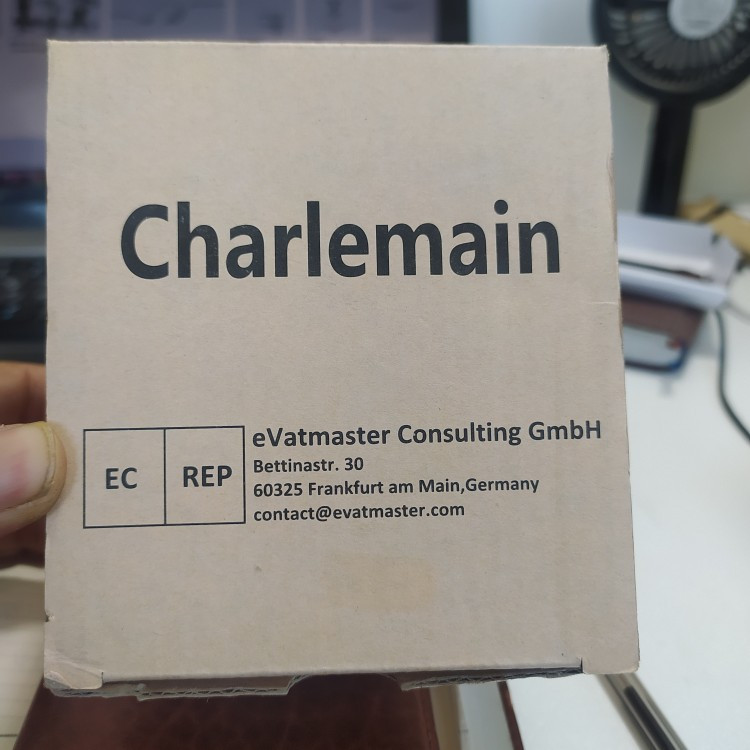 Charlemain
EC REP
eVatmaster Consulting GmbH
Bettinastr. 30
60325 Frankfurt am Main,Germany
contact@evatmaster.com